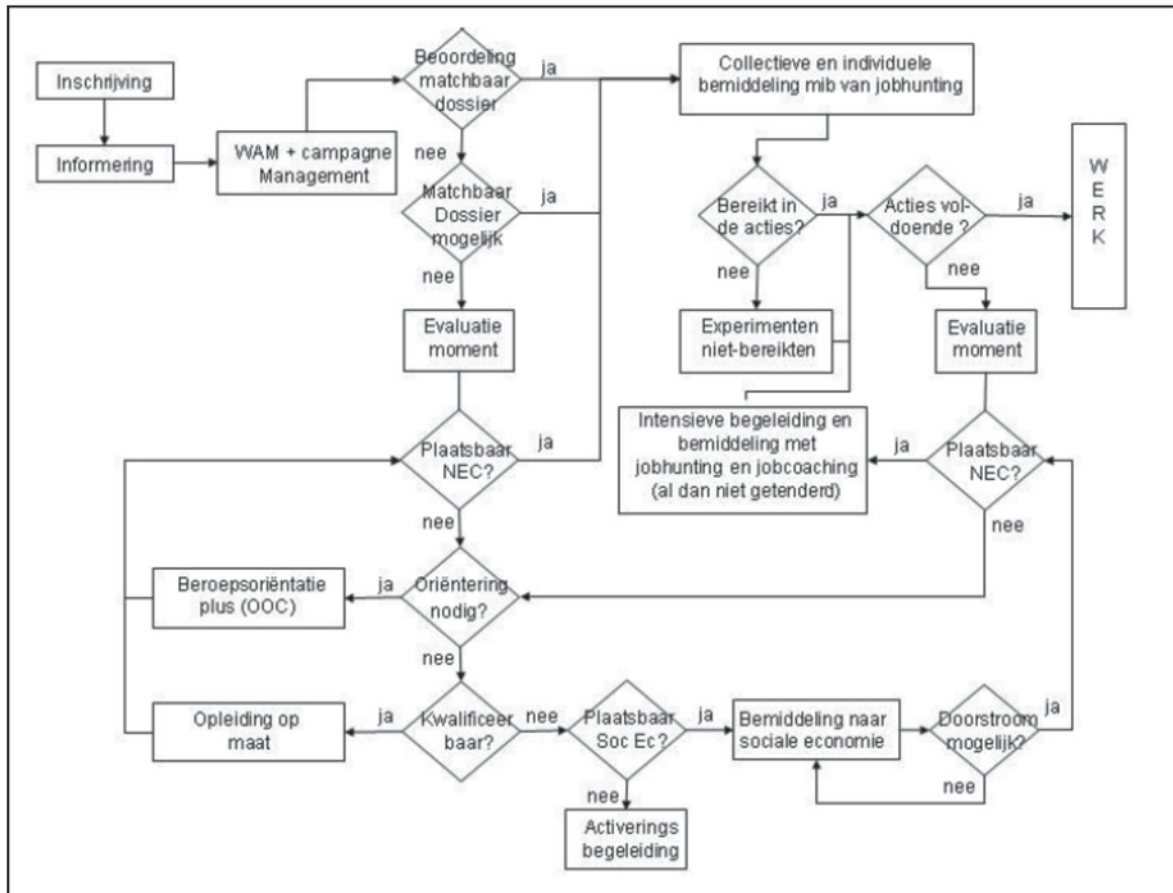 Inschrijving
Informering
WAM + campagne
Management
Beoordeling
matchbaar
dossier
ja
nee
Matchbaar
Dossier
mogelijk
ja
nee
Evaluatie
moment
Plaatsbaar
NEC?
ja
nee
Oriëntering
nodig?
ja
Beroepsoriëntatie
plus (OOC)
nee
Kwalificeer
baar?
ja
Opleiding op
maat
nee
Plaatsbaar
Soc Ec?
ja
nee
Activerings
begeleiding
Bemiddeling naar
sociale economie
Doorstroom
mogelijk?
ja
nee
Collectieve en individuele
bemiddeling mib van jobhunting
Bereikt in
de acties?
ja
nee
Experimenten
niet-bereikten
Acties vol-
doende ?
ja
nee
W
E
R
K
Evaluatie
moment
Plaatsbaar
NEC?
ja
nee
Intensieve begeleiding en
bemiddeling met
jobhunting en jobcoaching
(al dan niet getenderd)